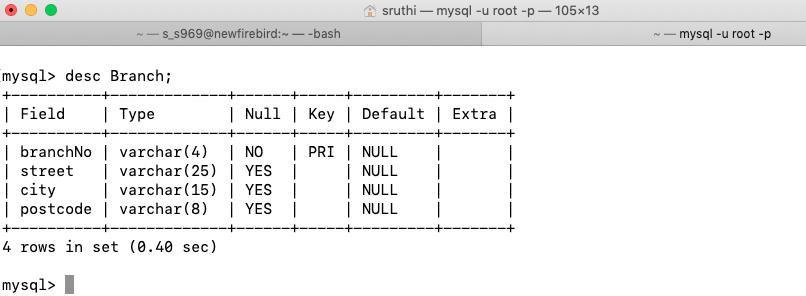 sruthi — mysql -u root -p — 105×13
~ — s_s969@newfirebird:~ — -bash
~ — mysql -u root -p
[mysql> desc Branch;
+----------+-------------+------+-----+---------+-------+
| Field    | Type        | Null | Key | Default | Extra |
+----------+-------------+------+-----+---------+-------+
| branchNo | varchar(4)  | NO   | PRI | NULL    |       |
| street   | varchar(25) | YES  |     | NULL    |       |
| city     | varchar(15) | YES  |     | NULL    |       |
| postcode | varchar(8)  | YES  |     | NULL    |       |
+----------+-------------+------+-----+---------+-------+
4 rows in set (0.40 sec)
mysql>